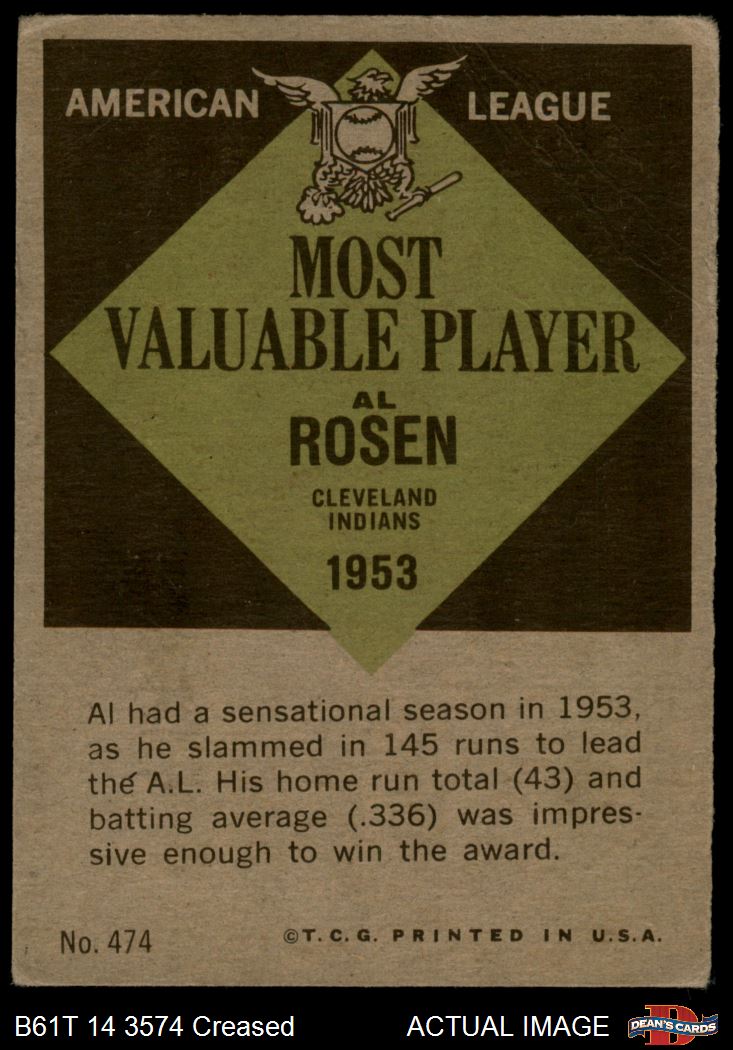 AMERICAN LEAGUE
MOST
VALUABLE PLAYER
AL
ROSEN
CLEVELAND
INDIANS
1953
Al had a sensational season in 1953,
as he slammed in 145 runs to lead
the A.L. His home run total (43) and
batting average (.336) was impres-
sive enough to win the award.
No. 474 ©T.C.G. PRINTED IN U.S.A.
B61T 14 3574 Creased ACTUAL IMAGE DEAN'S CARDS